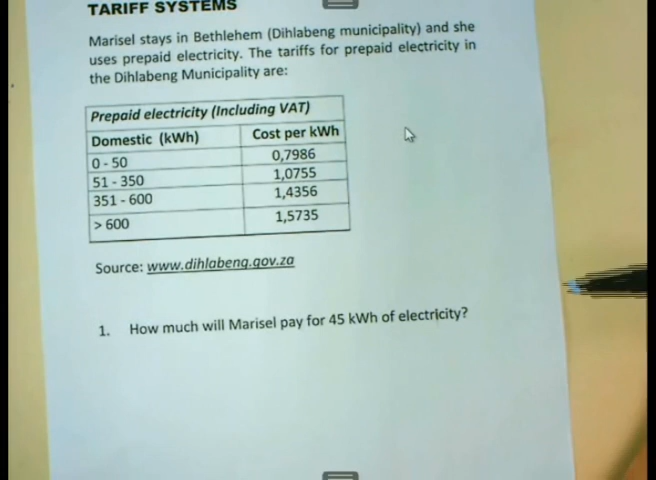 TARIFF SYSTEMS
Marisel stays in Bethlehem (Dihlabeng municipality) and she
uses prepaid electricity. The tariffs for prepaid electricity in
the Dihlabeng Municipality are:
Prepaid electricity (Including VAT)
Domestic (kWh) Cost per kWh
0 - 50 0,7986
51 - 350 1,0755
351 - 600 1,4356
> 600 1,5735
Source: www.dihlabeng.gov.za
1. How much will Marisel pay for 45 kWh of electricity?